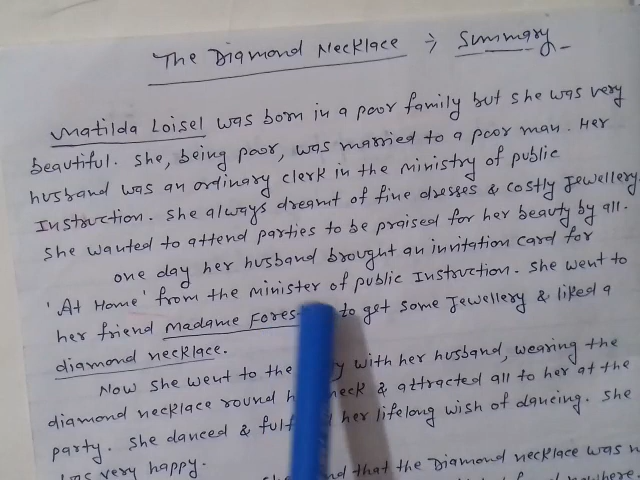 The Diamond Necklace → Summary
Matilda Loisel was born in a poor family but she was very
beautiful. She, being poor, was married to a poor man. Her
husband was an ordinary clerk in the ministry of public
Instruction. She always dreamt of fine dresses & costly Jewellery.
She wanted to attend parties to be praised for her beauty by all.
one day her husband brought an invitation card for
'At Home' from the minister of public Instruction. She went to
her friend Madame Fores to get some Jewellery & liked a
diamond necklace.
Now she went to the with her husband, wearing the
diamond necklace round neck & attracted all to her at the
party. She danced & her lifelong wish of dancing. She
was very happy.
that the Diamond necklace was
nowhere.